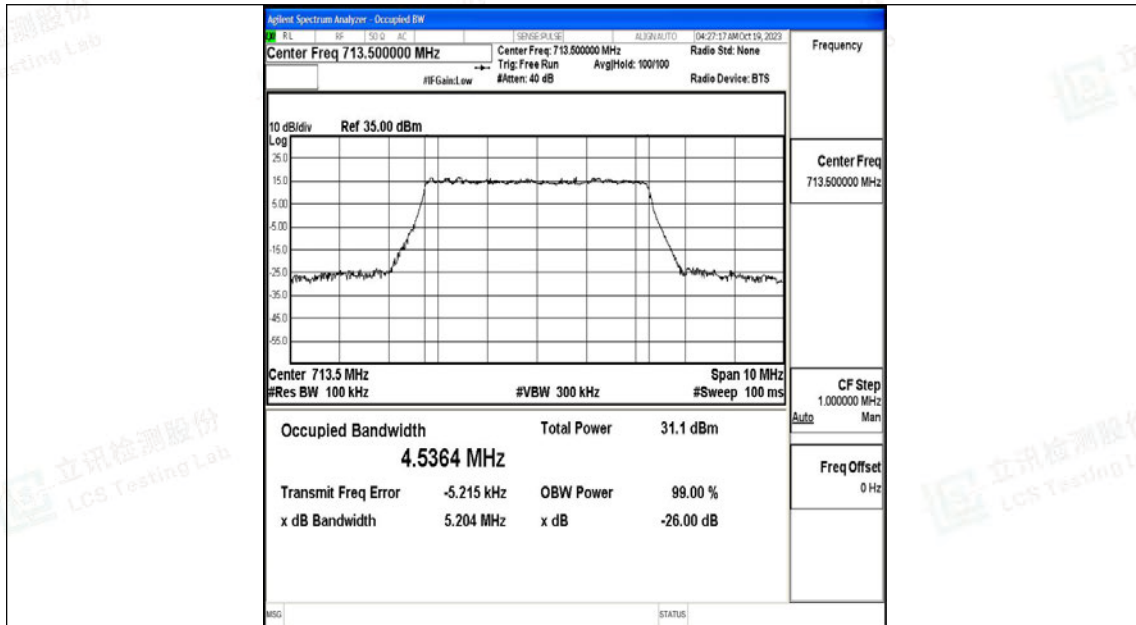 Agilent Spectrum Analyzer - Occupied BW
RL RF 50 Ω AC SENSE:PULSE ALIGN AUTO 04:27:17 AM Oct 19, 2023
Center Freq 713.500000 MHz
Center Freq: 713.500000 MHz
Radio Std: None
Trig: Free Run Avg|Hold: 100/100
#IFGain:Low #Atten: 40 dB Radio Device: BTS
10 dB/div Ref 35.00 dBm
Log
25.0
15.0
5.00
-5.00
-15.0
-25.0
-35.0
-45.0
-55.0
Center 713.5 MHz Span 10 MHz
#Res BW 100 kHz #VBW 300 kHz #Sweep 100 ms
Occupied Bandwidth Total Power 31.1 dBm
4.5364 MHz
Transmit Freq Error -5.215 kHz OBW Power 99.00 %
x dB Bandwidth 5.204 MHz x dB -26.00 dB
MSG STATUS
Frequency
Center Freq
713.500000 MHz
CF Step
1.000000 MHz
Auto Man
Freq Offset
0 Hz
立讯检测股份
LCS Testing Lab
立讯检测股份
LCS Testing L